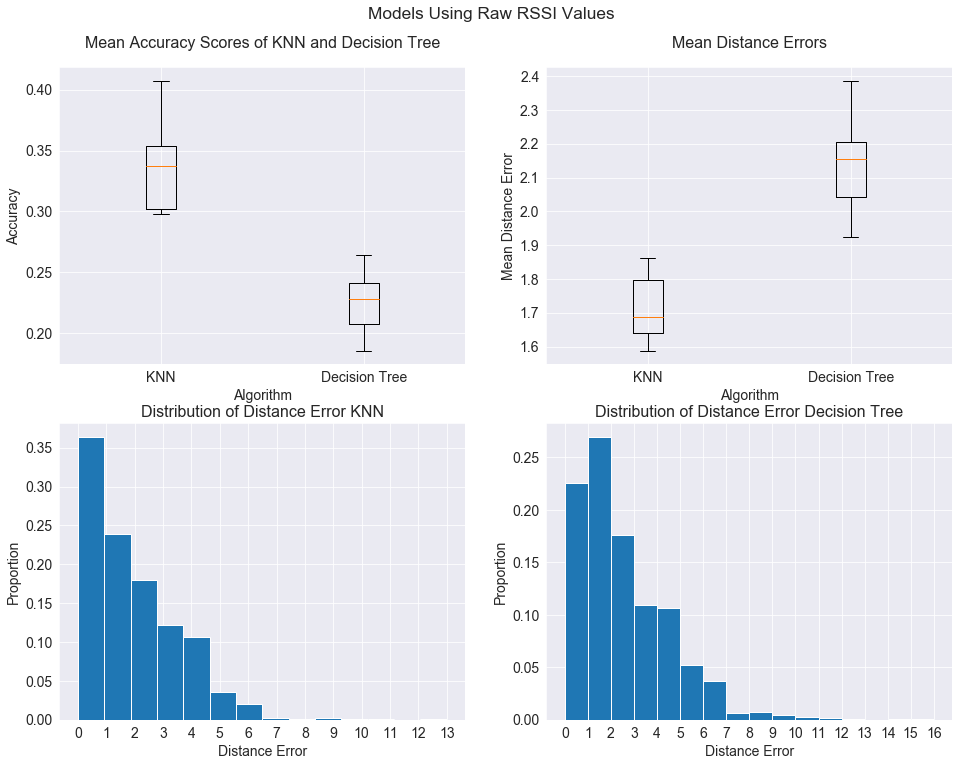 Models Using Raw RSSI Values
Mean Accuracy Scores of KNN and Decision Tree
0.40
0.35
0.30
0.25
0.20
Accuracy
KNN Decision Tree
Algorithm
Mean Distance Errors
2.4
2.3
2.2
2.1
2.0
1.9
1.8
1.7
1.6
Mean Distance Error
KNN Decision Tree
Algorithm
Distribution of Distance Error KNN
0.35
0.30
0.25
0.20
0.15
0.10
0.05
0.00
Proportion
0 1 2 3 4 5 6 7 8 9 10 11 12 13
Distance Error
Distribution of Distance Error Decision Tree
0.25
0.20
0.15
0.10
0.05
0.00
Proportion
0 1 2 3 4 5 6 7 8 9 10 11 12 13 14 15 16
Distance Error